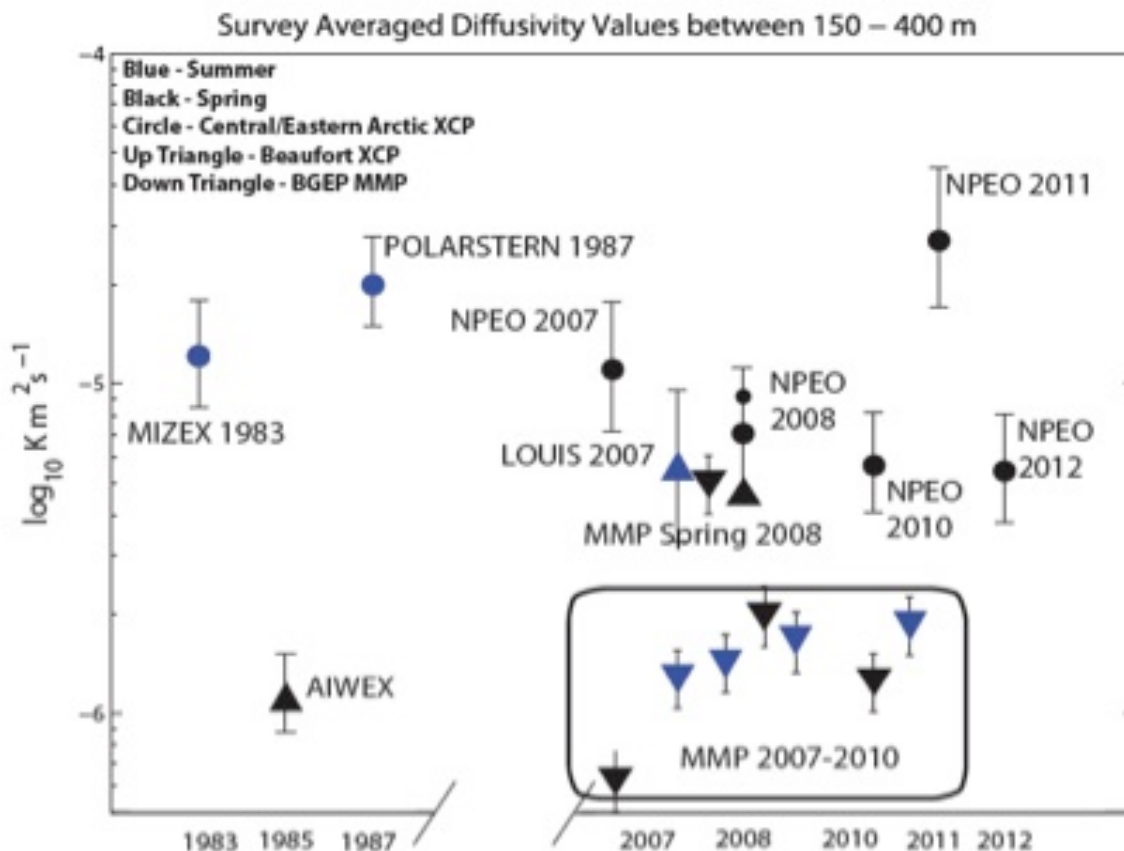 Survey Averaged Diffusivity Values between 150 – 400 m
−4
Blue - Summer
Black - Spring
Circle - Central/Eastern Arctic XCP
Up Triangle - Beaufort XCP
Down Triangle - BGEP MMP
NPEO 2011
POLARSTERN 1987
NPEO 2007
log₁₀ K m² s⁻¹
−5
NPEO
2008
MIZEX 1983
LOUIS 2007
NPEO
2012
NPEO
2010
MMP Spring 2008
AIWEX
−6
MMP 2007-2010
1983 1985 1987 2007 2008 2010 2011 2012